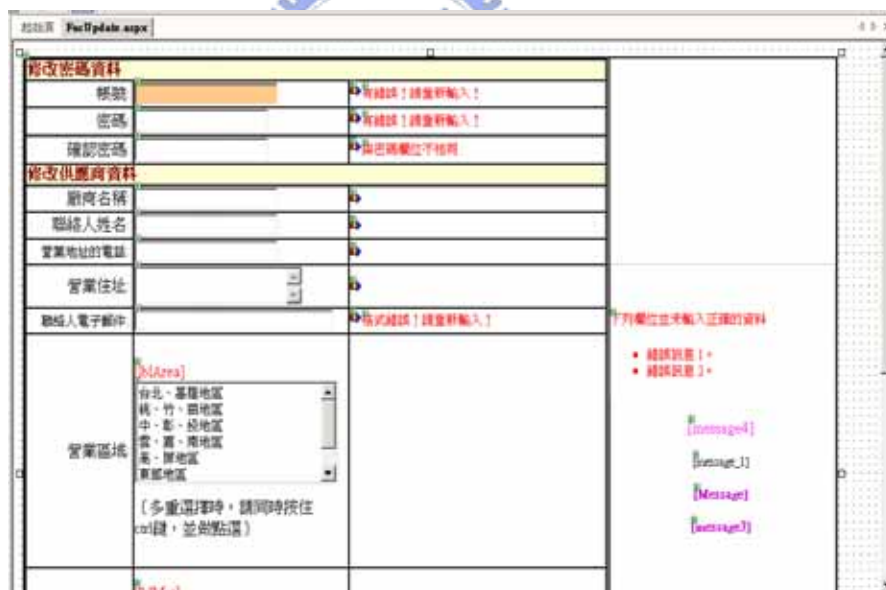 起始頁 FacUpdate.aspx
修改密碼資料
帳號 有錯誤！請重新輸入！
密碼 有錯誤！請重新輸入！
確認密碼 與密碼欄位不相符
修改供應商資料
廠商名稱
聯絡人姓名
營業地址的電話
營業住址
聯絡人電子郵件 格式錯誤！請重新輸入！ 下列欄位並未輸入正確的資料
錯誤訊息 1。
錯誤訊息 2。
[blArea]
台北、基隆地區
桃、竹、苗地區
中、彰、投地區
雲、嘉、南地區
高、屏地區
東部地區
營業區域
[message4]
[message_1]
[Message]
[message3]
〔多重選擇時，請同時按住
ctrl鍵，並做點選〕